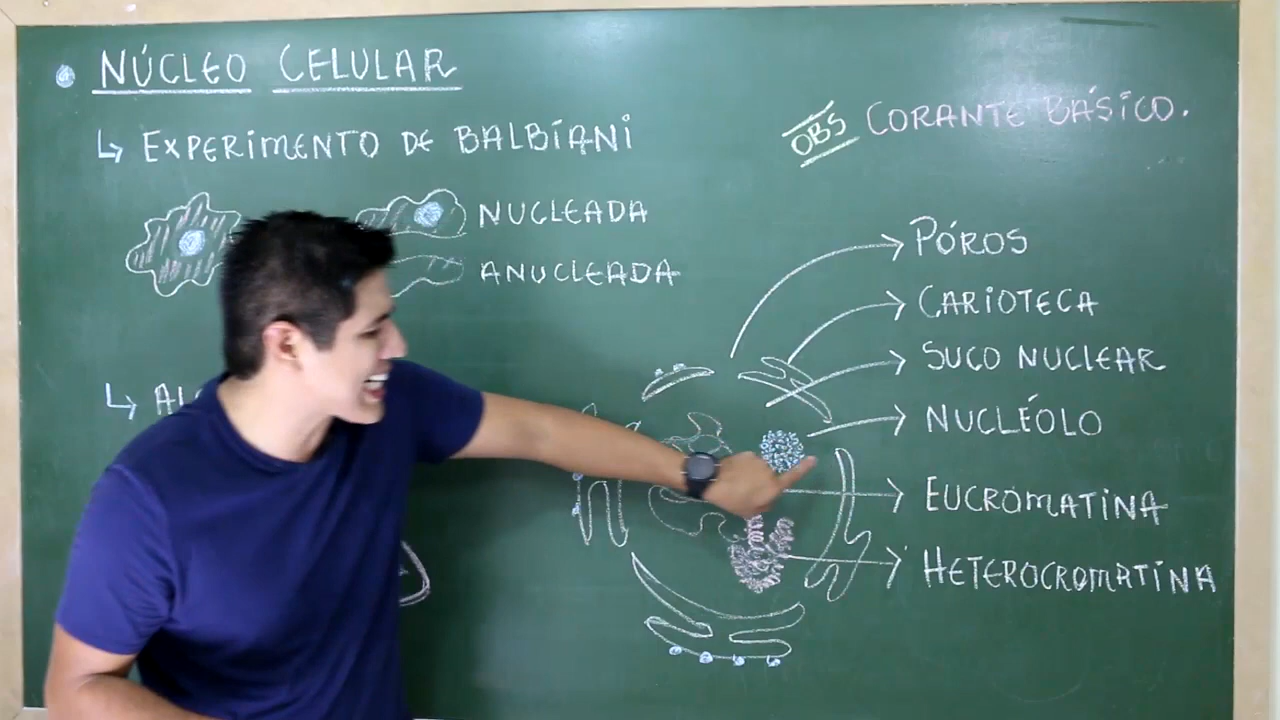 NÚCLEO CELULAR
↳ EXPERIMENTO DE BALBIANI
NUCLEADA
ANUCLEADA
OBS CORANTE BÁSICO.
PÓROS
CARIOTECA
SUCO NUCLEAR
NUCLÉOLO
EUCROMATINA
HETEROCROMATINA